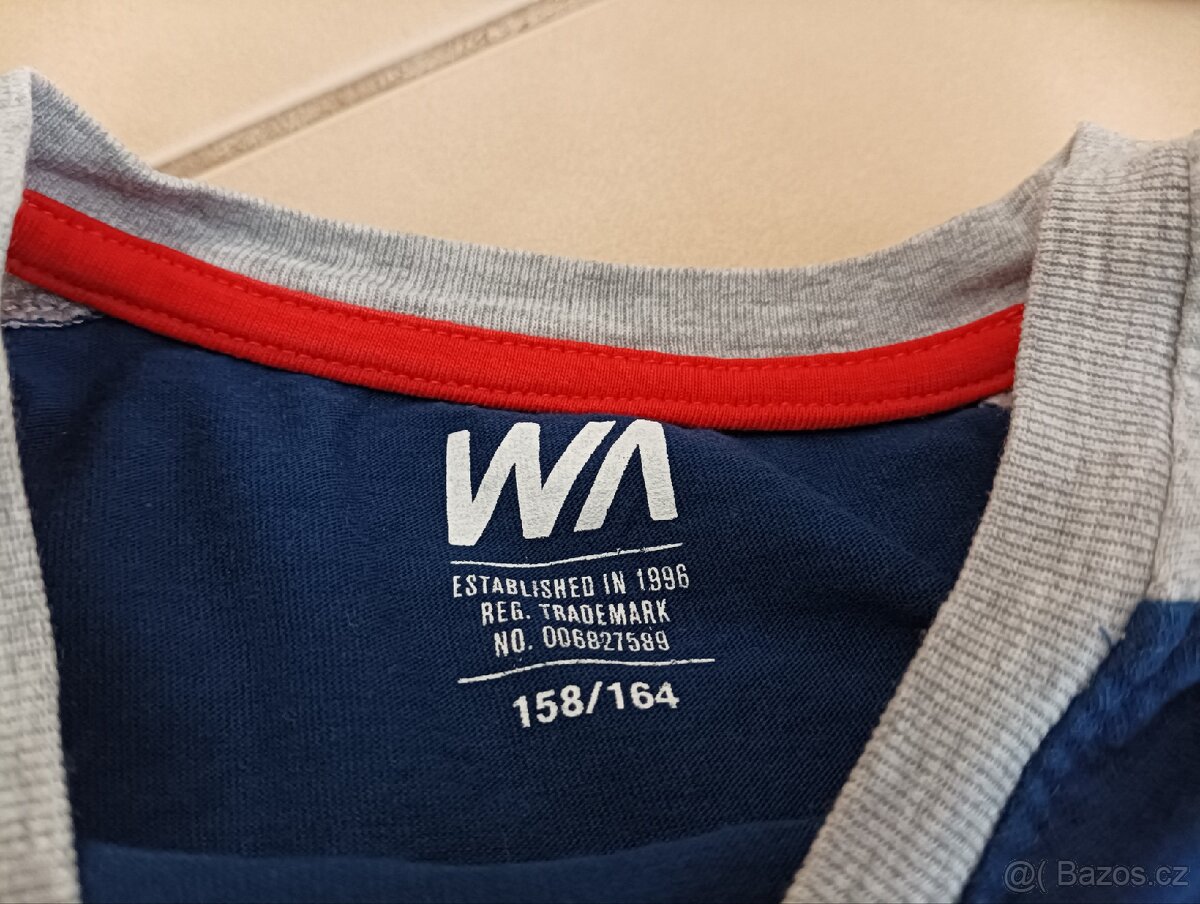 WA
ESTABLISHED IN 1996
REG. TRADEMARK
NO. 006827589
158/164
@( Bazos.cz